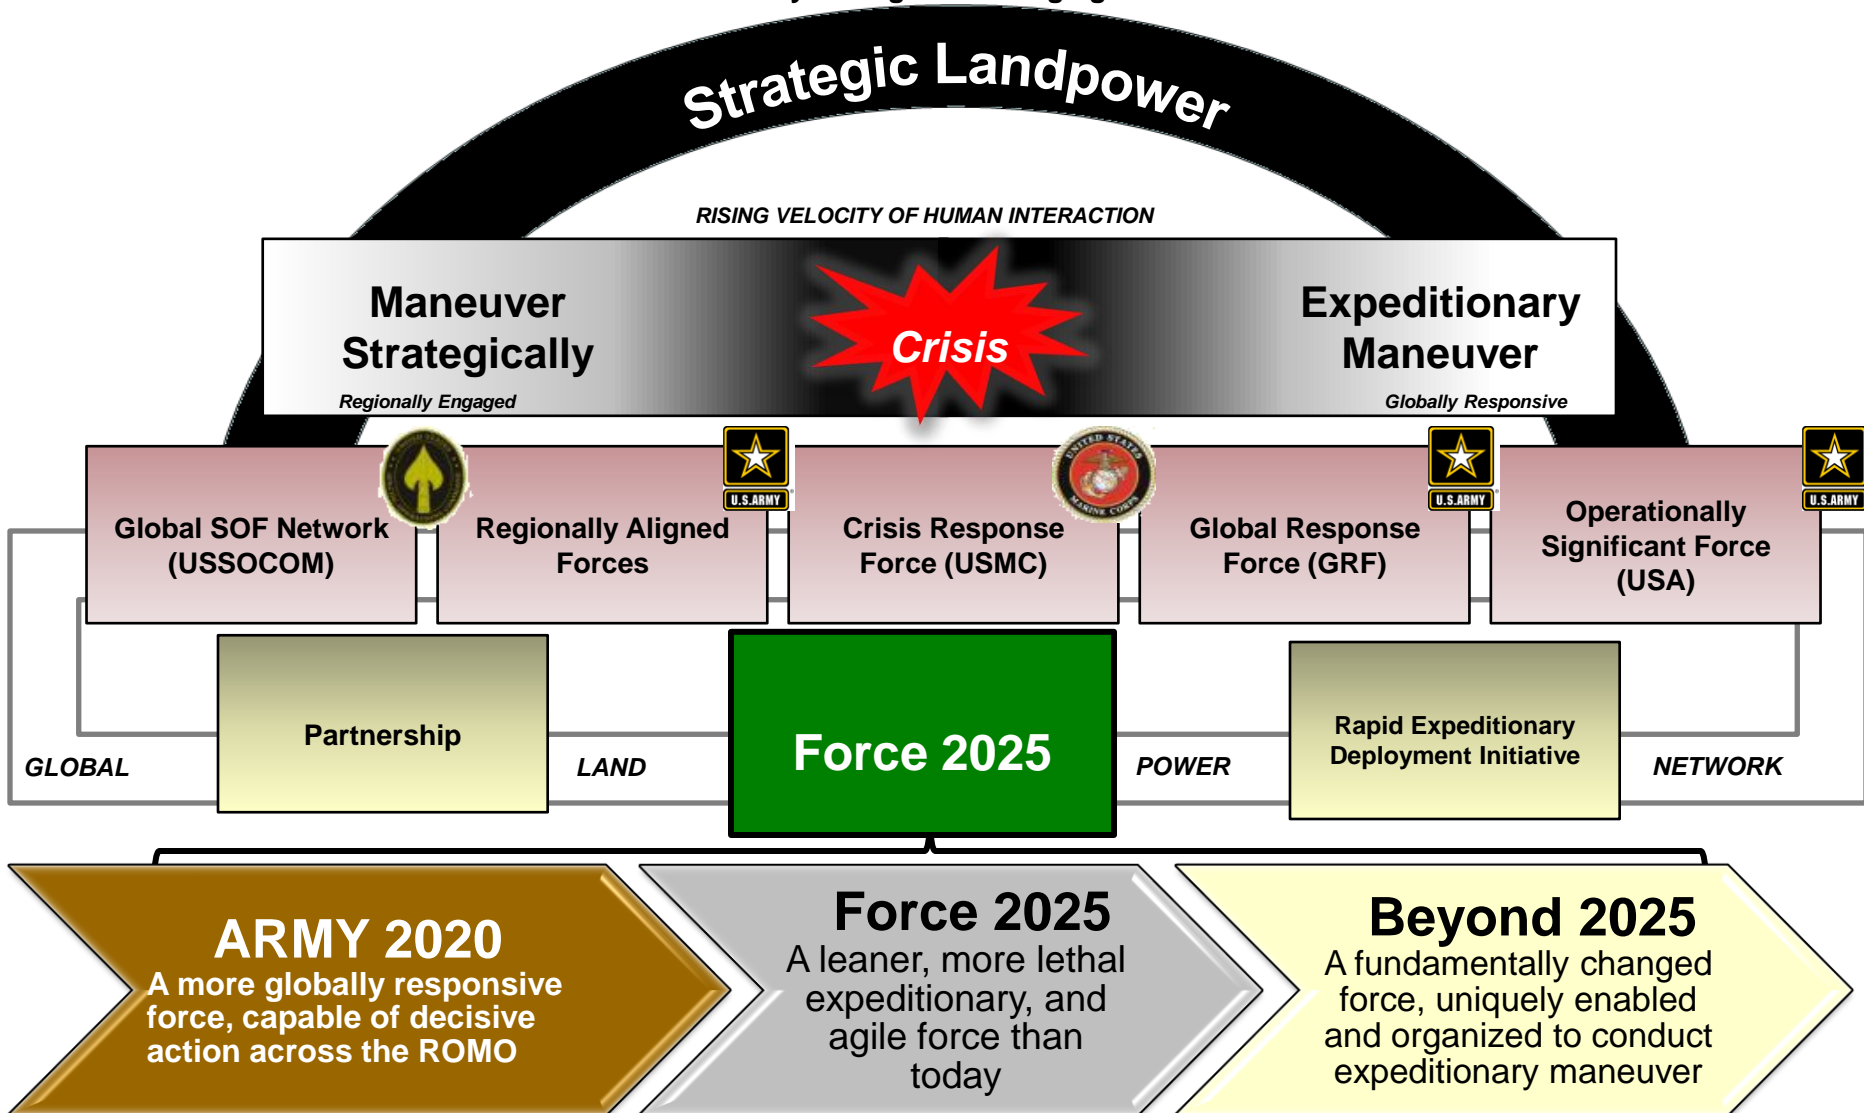 Strategic Landpower
RISING VELOCITY OF HUMAN INTERACTION
Maneuver
Strategically
Regionally Engaged
Crisis
Expeditionary
Maneuver
Globally Responsive
U.S.ARMY
UNITED STATES
MARINE CORPS
U.S.ARMY
U.S.ARMY
Global SOF Network
(USSOCOM)
Regionally Aligned
Forces
Crisis Response
Force (USMC)
Global Response
Force (GRF)
Operationally
Significant Force
(USA)
Partnership
Force 2025
Rapid Expeditionary
Deployment Initiative
GLOBAL
LAND
POWER
NETWORK
ARMY 2020
A more globally responsive
force, capable of decisive
action across the ROMO
Force 2025
A leaner, more lethal
expeditionary, and
agile force than
today
Beyond 2025
A fundamentally changed
force, uniquely enabled
and organized to conduct
expeditionary maneuver